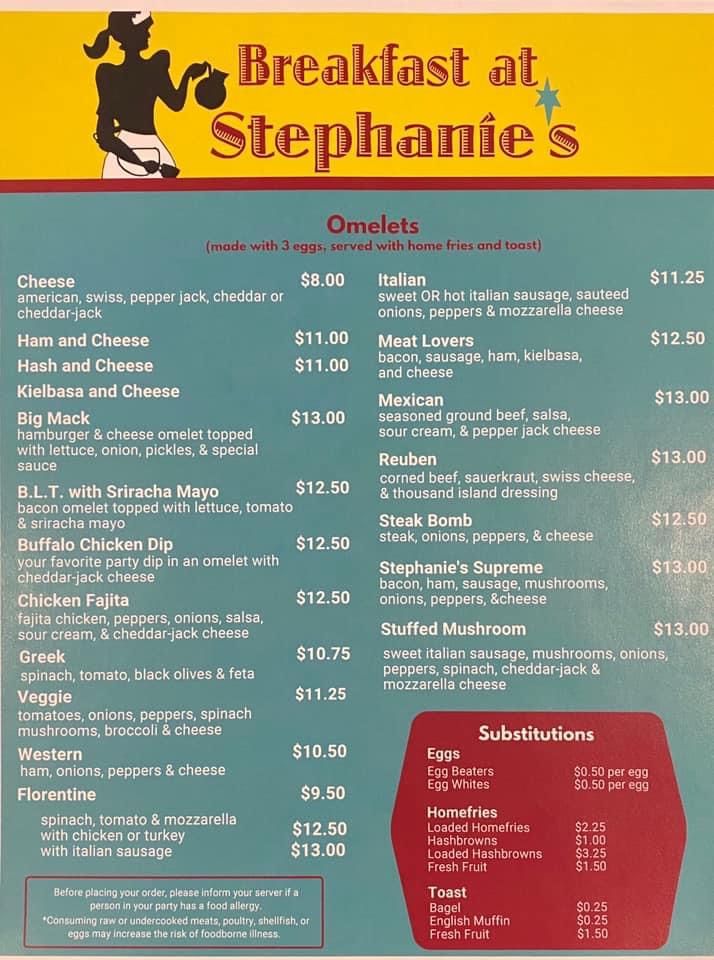 Breakfast at
Stephanie's
Omelets
(made with 3 eggs, served with home fries and toast)
Cheese $8.00
american, swiss, pepper jack, cheddar or
cheddar-jack
Ham and Cheese $11.00
Hash and Cheese $11.00
Kielbasa and Cheese
Big Mack $13.00
hamburger & cheese omelet topped
with lettuce, onion, pickles, & special
sauce
B.L.T. with Sriracha Mayo $12.50
bacon omelet topped with lettuce, tomato
& sriracha mayo
Buffalo Chicken Dip $12.50
your favorite party dip in an omelet with
cheddar-jack cheese
Chicken Fajita $12.50
fajita chicken, peppers, onions, salsa,
sour cream, & cheddar-jack cheese
Greek $10.75
spinach, tomato, black olives & feta
Veggie $11.25
tomatoes, onions, peppers, spinach
mushrooms, broccoli & cheese
Western $10.50
ham, onions, peppers & cheese
Florentine $9.50
spinach, tomato & mozzarella
with chicken or turkey $12.50
with italian sausage $13.00
Before placing your order, please inform your server if a
person in your party has a food allergy.
*Consuming raw or undercooked meats, poultry, shellfish, or
eggs may increase the risk of foodborne illness.
Italian $11.25
sweet OR hot italian sausage, sauteed
onions, peppers & mozzarella cheese
Meat Lovers $12.50
bacon, sausage, ham, kielbasa,
and cheese
Mexican $13.00
seasoned ground beef, salsa,
sour cream, & pepper jack cheese
Reuben $13.00
corned beef, sauerkraut, swiss cheese,
& thousand island dressing
Steak Bomb $12.50
steak, onions, peppers, & cheese
Stephanie's Supreme $13.00
bacon, ham, sausage, mushrooms,
onions, peppers, &cheese
Stuffed Mushroom $13.00
sweet italian sausage, mushrooms, onions,
peppers, spinach, cheddar-jack &
mozzarella cheese
Substitutions
Eggs
Egg Beaters $0.50 per egg
Egg Whites $0.50 per egg
Homefries
Loaded Homefries $2.25
Hashbrowns $1.00
Loaded Hashbrowns $3.25
Fresh Fruit $1.50
Toast
Bagel $0.25
English Muffin $0.25
Fresh Fruit $1.50